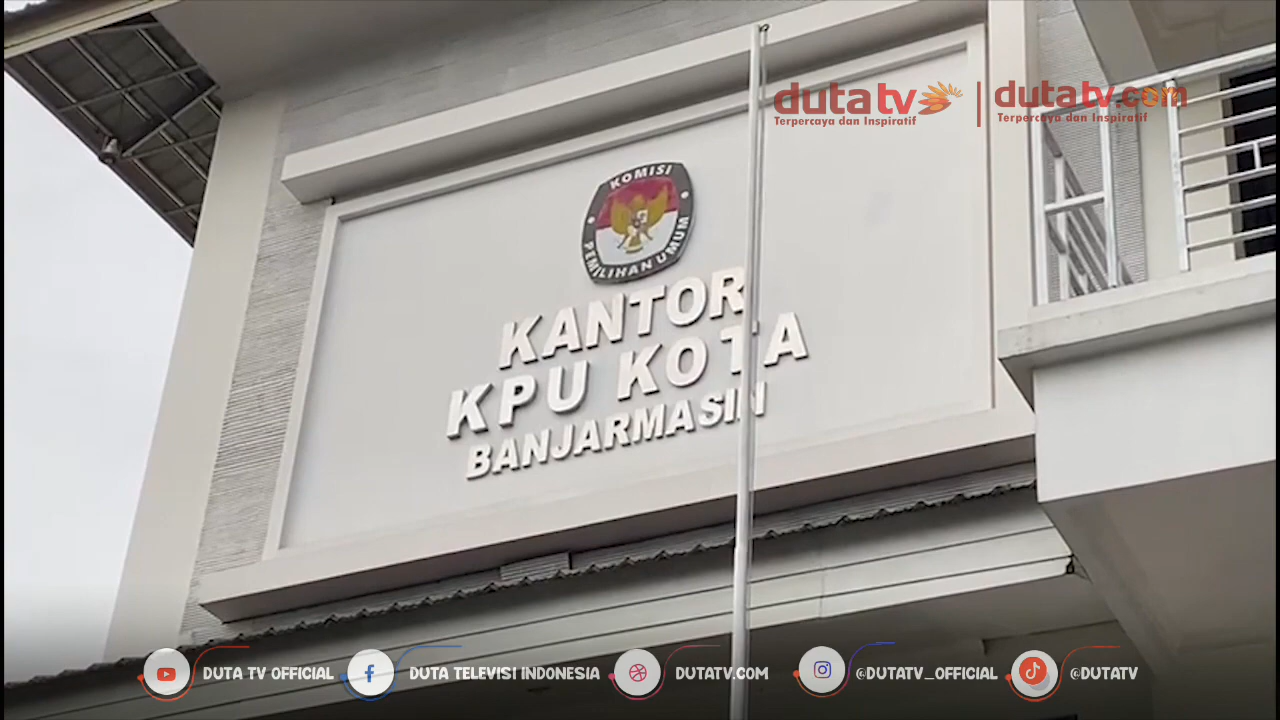 dutatv
Terpercaya dan Inspiratif
dutatv.com
Terpercaya dan Inspiratif
KOMISI
PEMILIHAN UMUM
KANTOR
KPU KOTA
BANJARMASIN
DUTA TV OFFICIAL
DUTA TELEVISI INDONESIA
DUTATV.COM
@DUTATV_OFFICIAL
@DUTATV